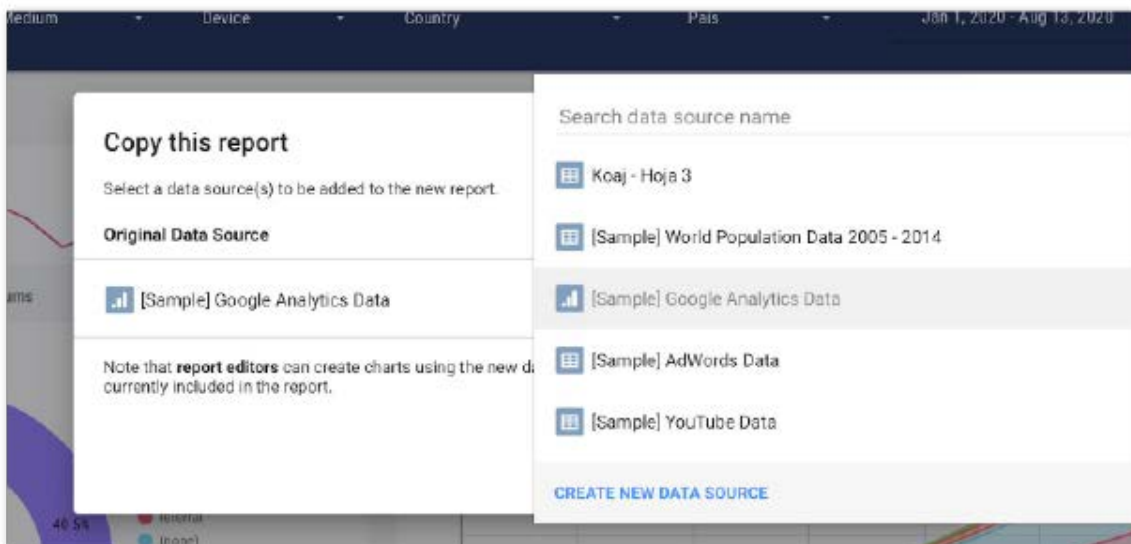 Medium Device Country País Jan 1, 2020 - Aug 13, 2020
Copy this report
Select a data source(s) to be added to the new report.
Original Data Source
[Sample] Google Analytics Data
Note that report editors can create charts using the new da
currently included in the report.
Search data source name
Koaj - Hoja 3
[Sample] World Population Data 2005 - 2014
[Sample] Google Analytics Data
[Sample] AdWords Data
[Sample] YouTube Data
CREATE NEW DATA SOURCE
ums
40.5%
referral
(none)